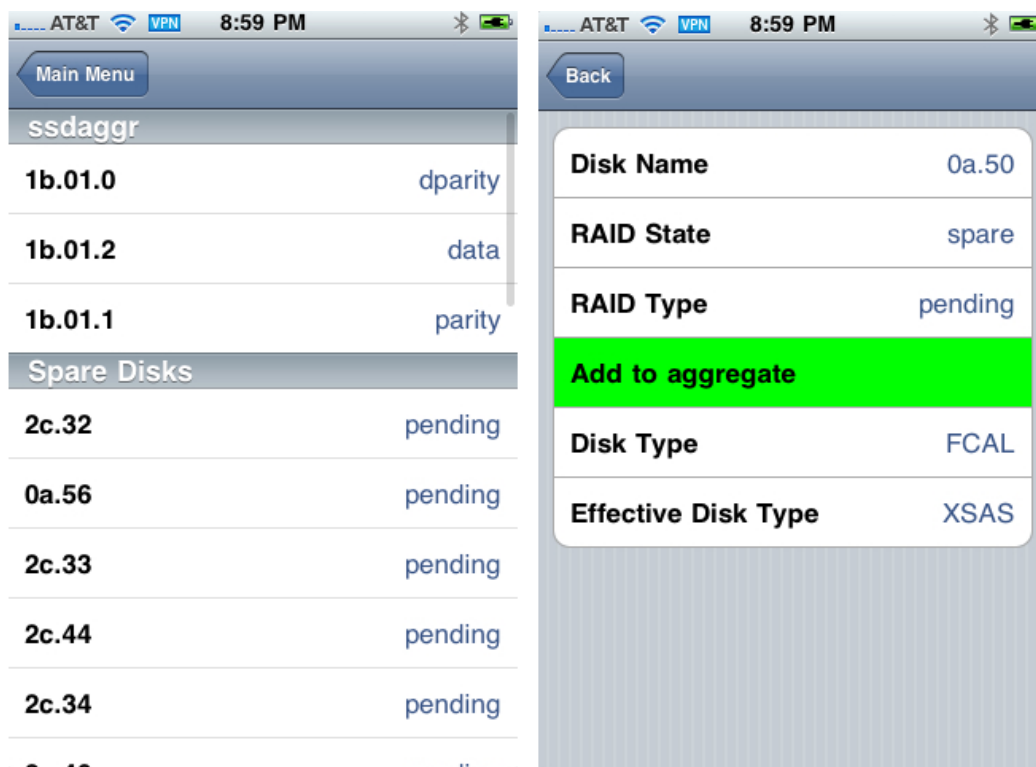 AT&T VPN 8:59 PM
Main Menu
ssdaggr
1b.01.0 dparity
1b.01.2 data
1b.01.1 parity
Spare Disks
2c.32 pending
0a.56 pending
2c.33 pending
2c.44 pending
2c.34 pending
AT&T VPN 8:59 PM
Back
Disk Name 0a.50
RAID State spare
RAID Type pending
Add to aggregate
Disk Type FCAL
Effective Disk Type XSAS